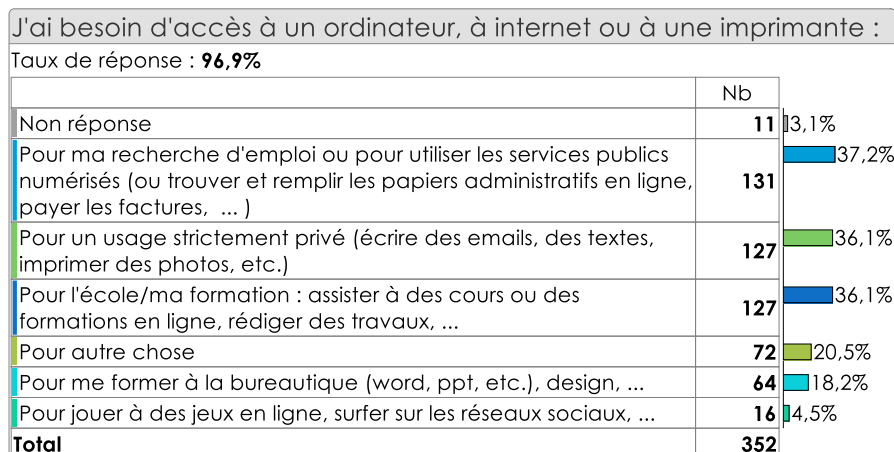 J'ai besoin d'accès à un ordinateur, à internet ou à une imprimante :
Taux de réponse : 96,9%
Nb
Non réponse 11 3,1%
Pour ma recherche d'emploi ou pour utiliser les services publics
numérisés (ou trouver et remplir les papiers administratifs en ligne,
payer les factures, ... )
131 37,2%
Pour un usage strictement privé (écrire des emails, des textes,
imprimer des photos, etc.)
127 36,1%
Pour l'école/ma formation : assister à des cours ou des
formations en ligne, rédiger des travaux, ...
127 36,1%
Pour autre chose 72 20,5%
Pour me former à la bureautique (word, ppt, etc.), design, ... 64 18,2%
Pour jouer à des jeux en ligne, surfer sur les réseaux sociaux, ... 16 4,5%
Total 352